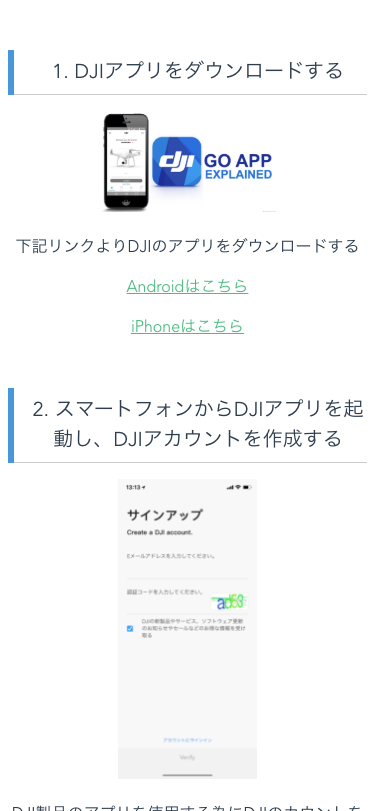 1. DJIアプリをダウンロードする
dji
GO APP
EXPLAINED
下記リンクよりDJIのアプリをダウンロードする
Androidはこちら
iPhoneはこちら
2. スマートフォンからDJIアプリを起
動し、DJIアカウントを作成する
13:13
サインアップ
Create a DJI account.
Eメールアドレスを入力してください。
認証コードを入力してください。
DJIの新製品やサービス、ソフトウェア更新
のお知らせやセールなどのお得な情報を受け
取る
アカウントにサインイン
Verify